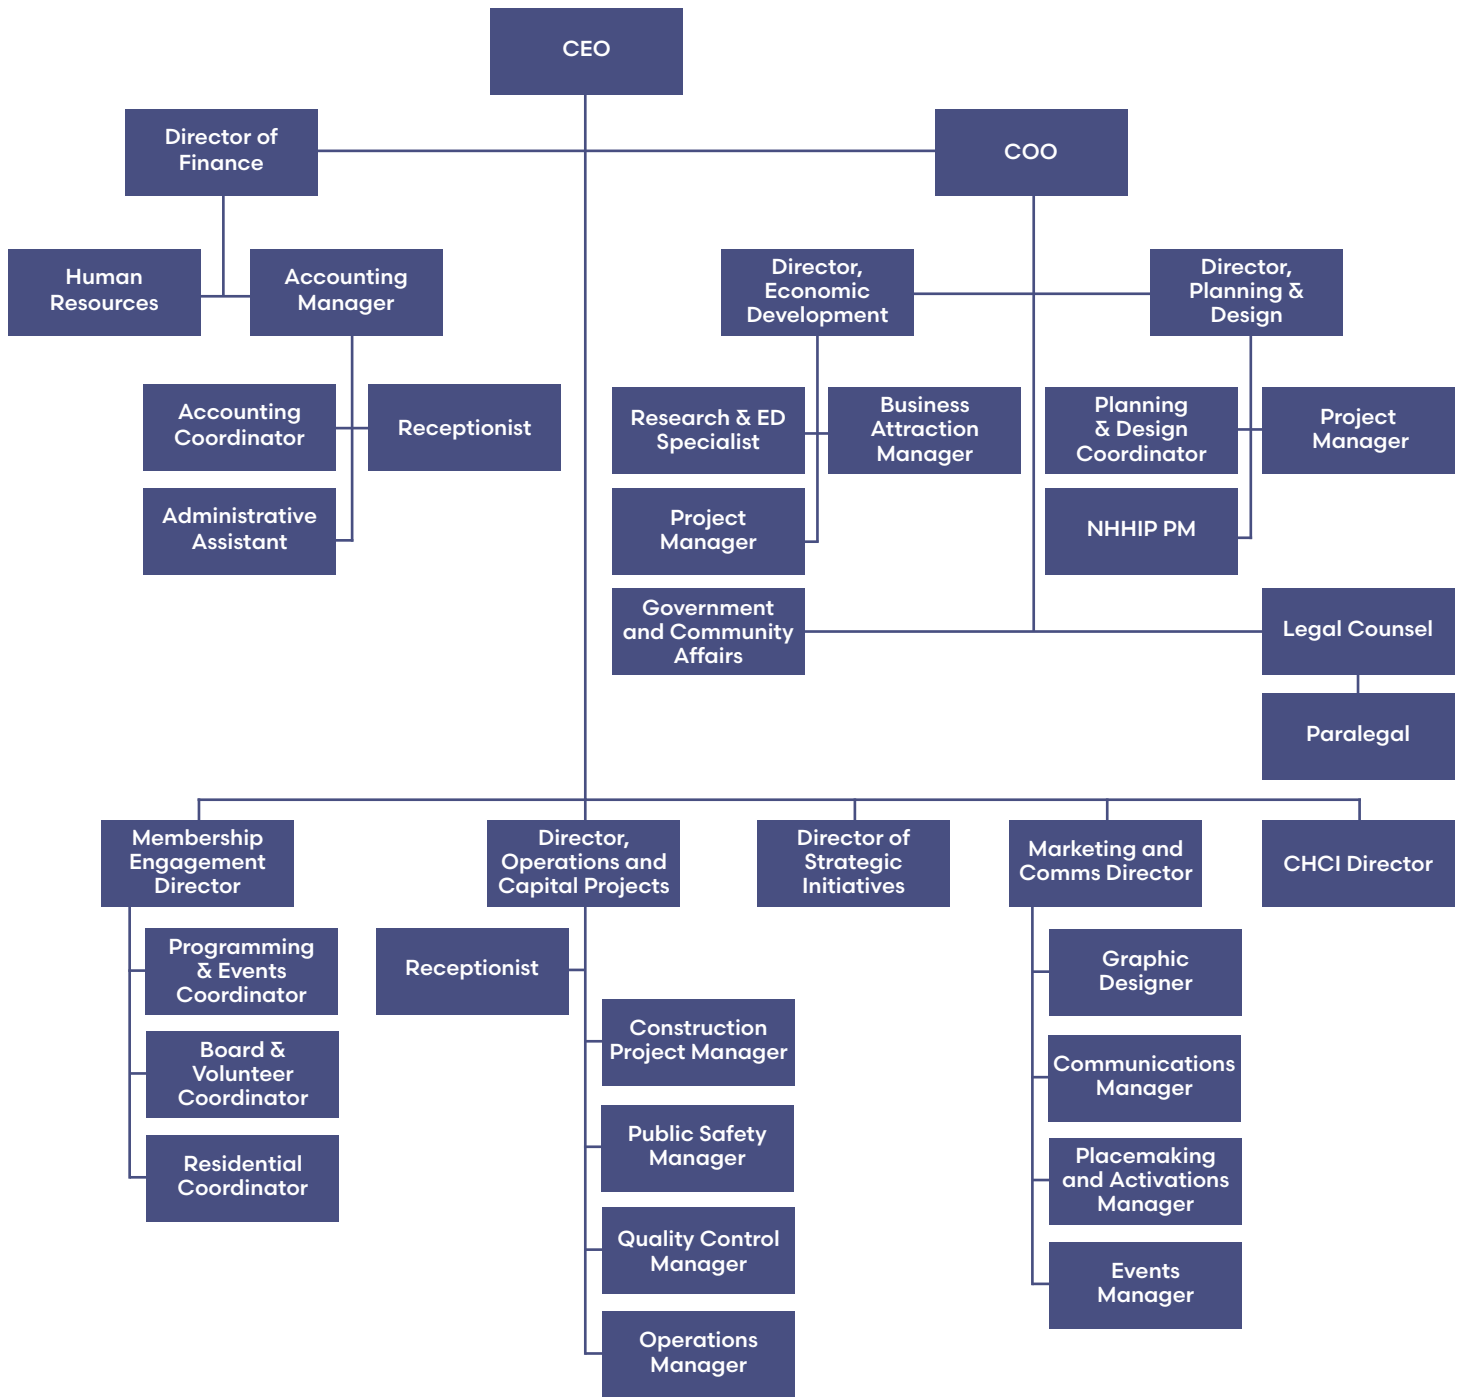 CEO
Director of
Finance
COO
Human
Resources
Accounting
Manager
Director,
Economic
Development
Director,
Planning &
Design
Accounting
Coordinator
Receptionist
Research & ED
Specialist
Business
Attraction
Manager
Planning
& Design
Coordinator
Project
Manager
Administrative
Assistant
Project
Manager
NHHIP PM
Government
and Community
Affairs
Legal Counsel
Paralegal
Membership
Engagement
Director
Director,
Operations and
Capital Projects
Director of
Strategic
Initiatives
Marketing and
Comms Director
CHCI Director
Programming
& Events
Coordinator
Board &
Volunteer
Coordinator
Residential
Coordinator
Receptionist
Construction
Project Manager
Public Safety
Manager
Quality Control
Manager
Operations
Manager
Graphic
Designer
Communications
Manager
Placemaking
and Activations
Manager
Events
Manager